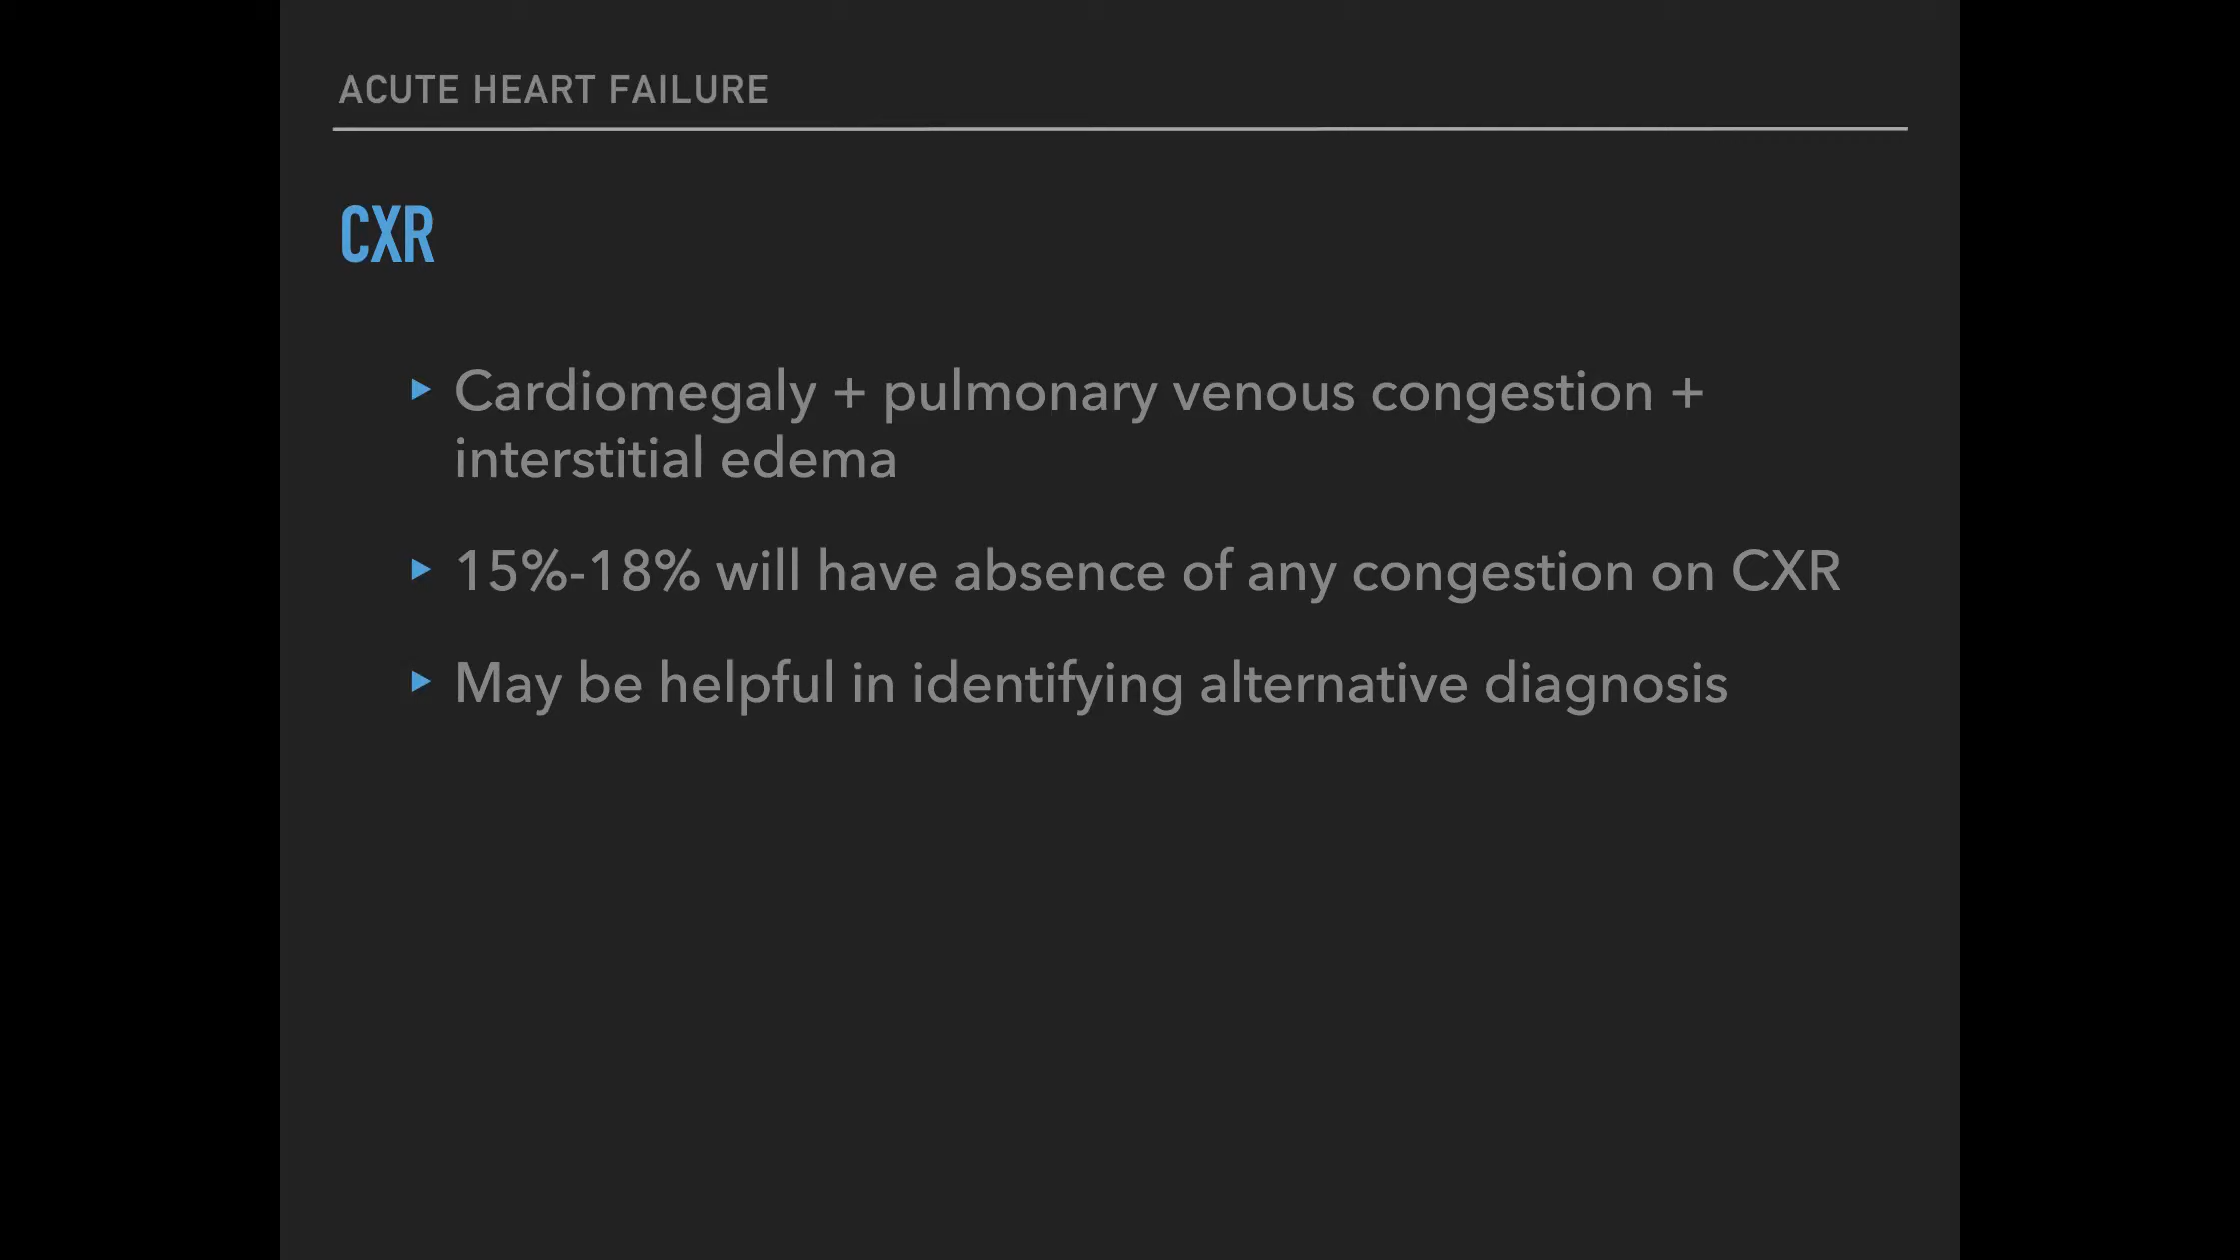 ACUTE HEART FAILURE
CXR
▸ Cardiomegaly + pulmonary venous congestion +
interstitial edema
▸ 15%-18% will have absence of any congestion on CXR
▸ May be helpful in identifying alternative diagnosis